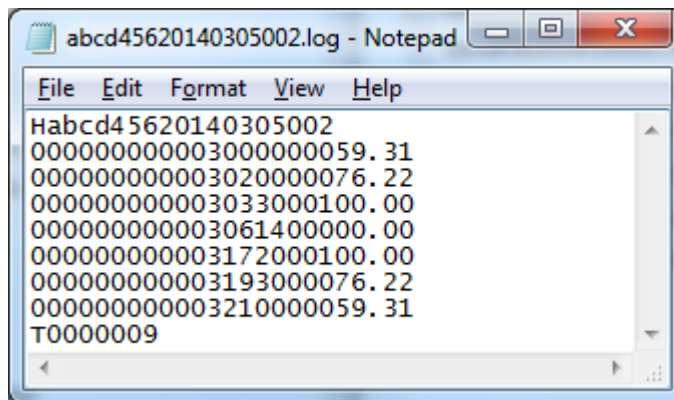 abcd45620140305002.log - Notepad
File Edit Format View Help
Habcd45620140305002
000000000003000000059.31
000000000003020000076.22
000000000003033000100.00
000000000003061400000.00
000000000003172000100.00
000000000003193000076.22
000000000003210000059.31
T0000009